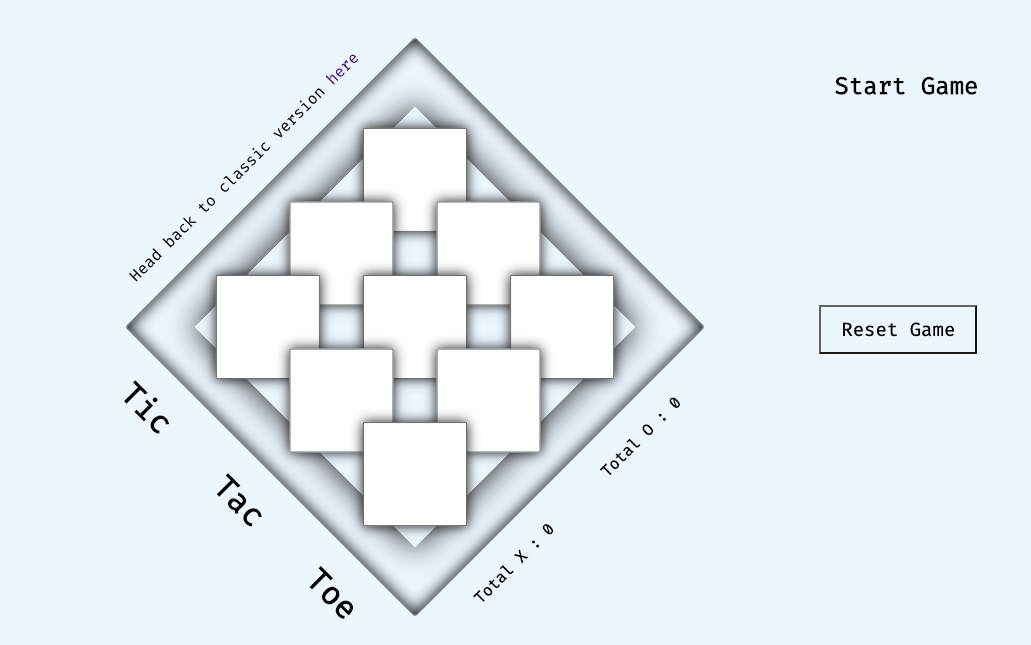 Head back to classic version here
Start Game
Reset Game
Tic
Tac
Toe
Total X : 0
Total O : 0